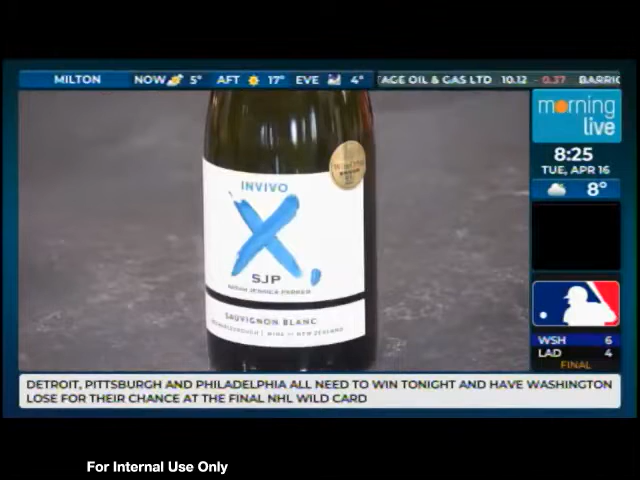 MILTON NOW 5° AFT 17° EVE 4° AGE OIL & GAS LTD 10.12 -0.37 BARRIC
morning
live
8:25
TUE, APR 16
8°
INVIVO
X,
SJP
SARAH JESSICA PARKER
SAUVIGNON BLANC
MARLBOROUGH | WINE OF NEW ZEALAND
WSH 6
LAD 4
FINAL
DETROIT, PITTSBURGH AND PHILADELPHIA ALL NEED TO WIN TONIGHT AND HAVE WASHINGTON
LOSE FOR THEIR CHANCE AT THE FINAL NHL WILD CARD
For Internal Use Only